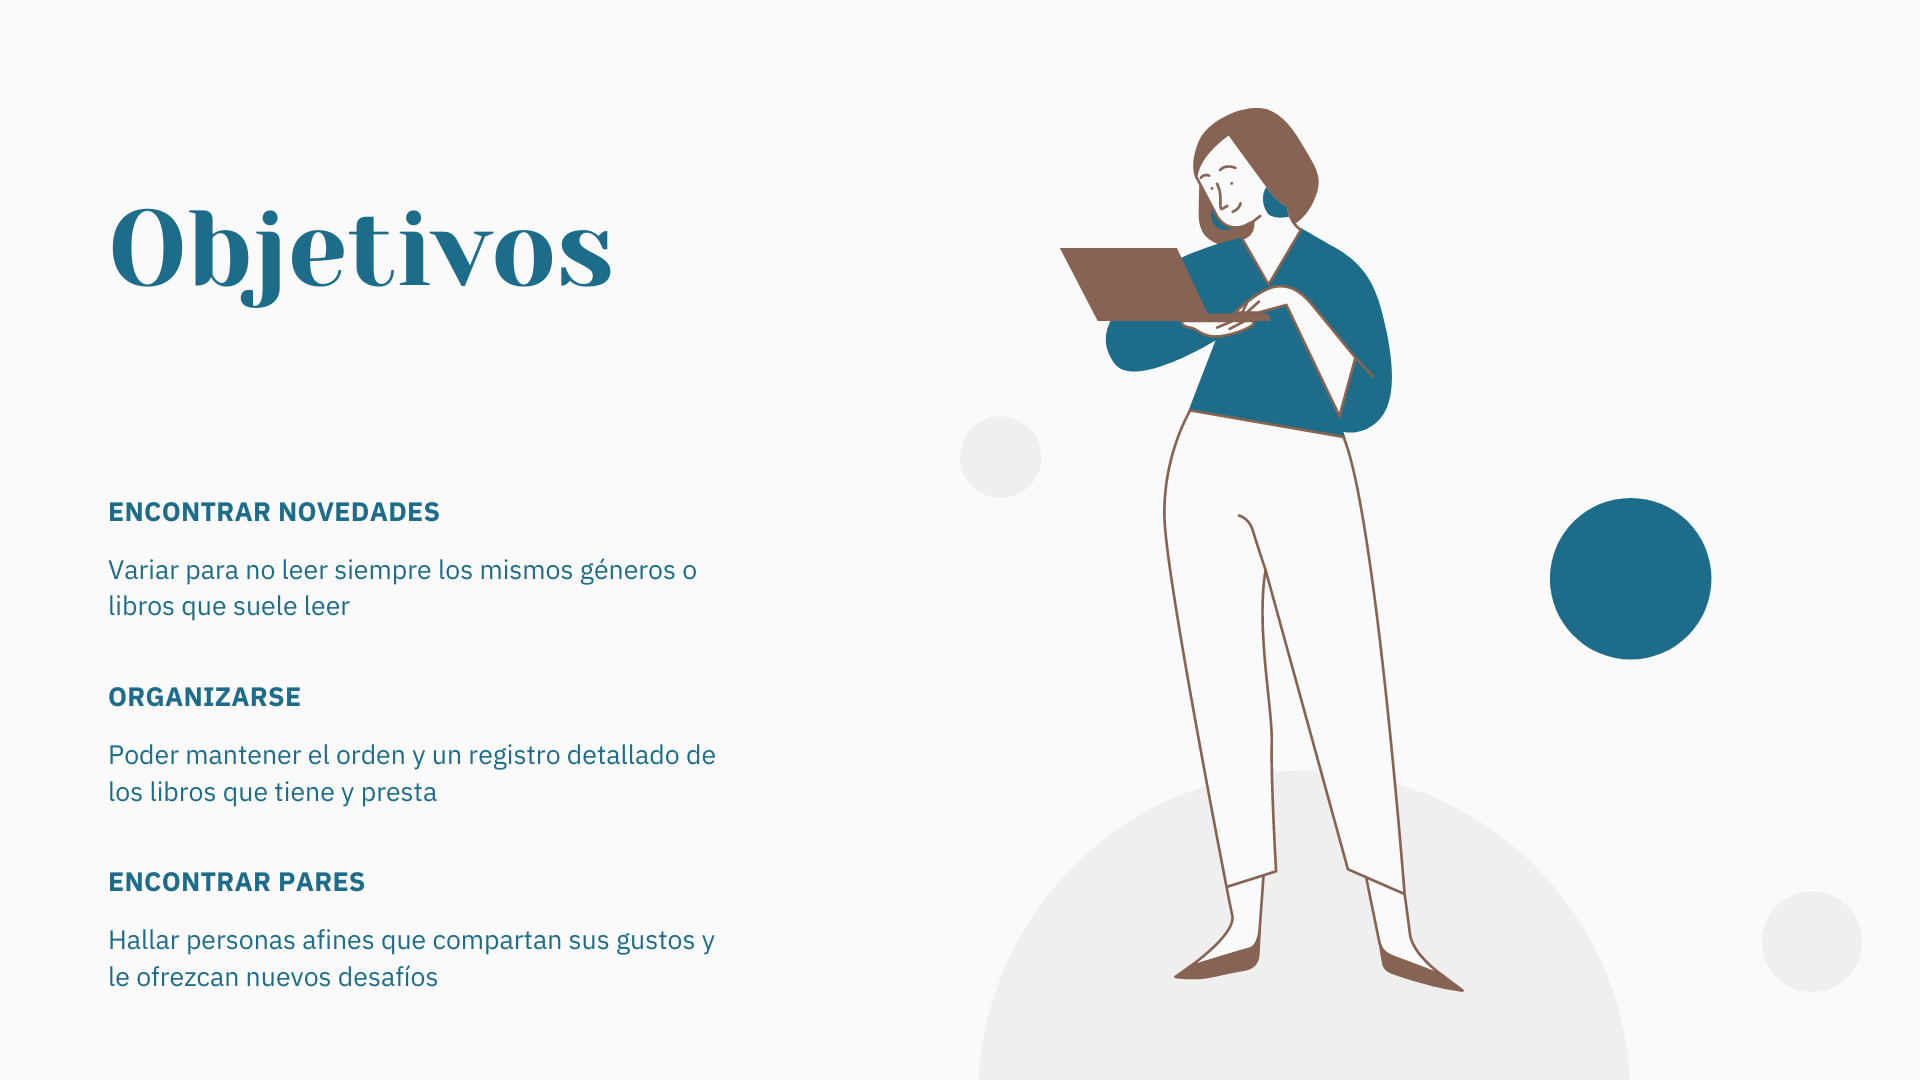 Objetivos
ENCONTRAR NOVEDADES
Variar para no leer siempre los mismos géneros o
libros que suele leer
ORGANIZARSE
Poder mantener el orden y un registro detallado de
los libros que tiene y presta
ENCONTRAR PARES
Hallar personas afines que compartan sus gustos y
le ofrezcan nuevos desafíos